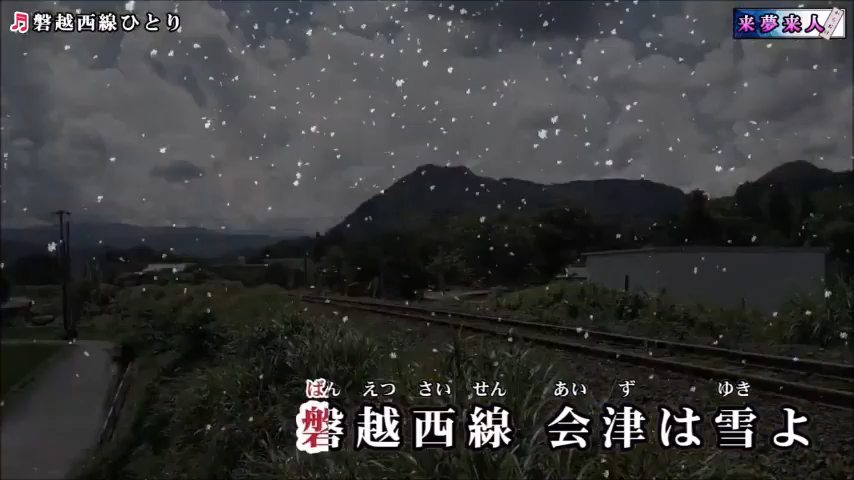 ♬磐越西線ひとり
来夢来人
ばん えつ さい せん あい づ ゆき
磐越西線 会津は雪よ